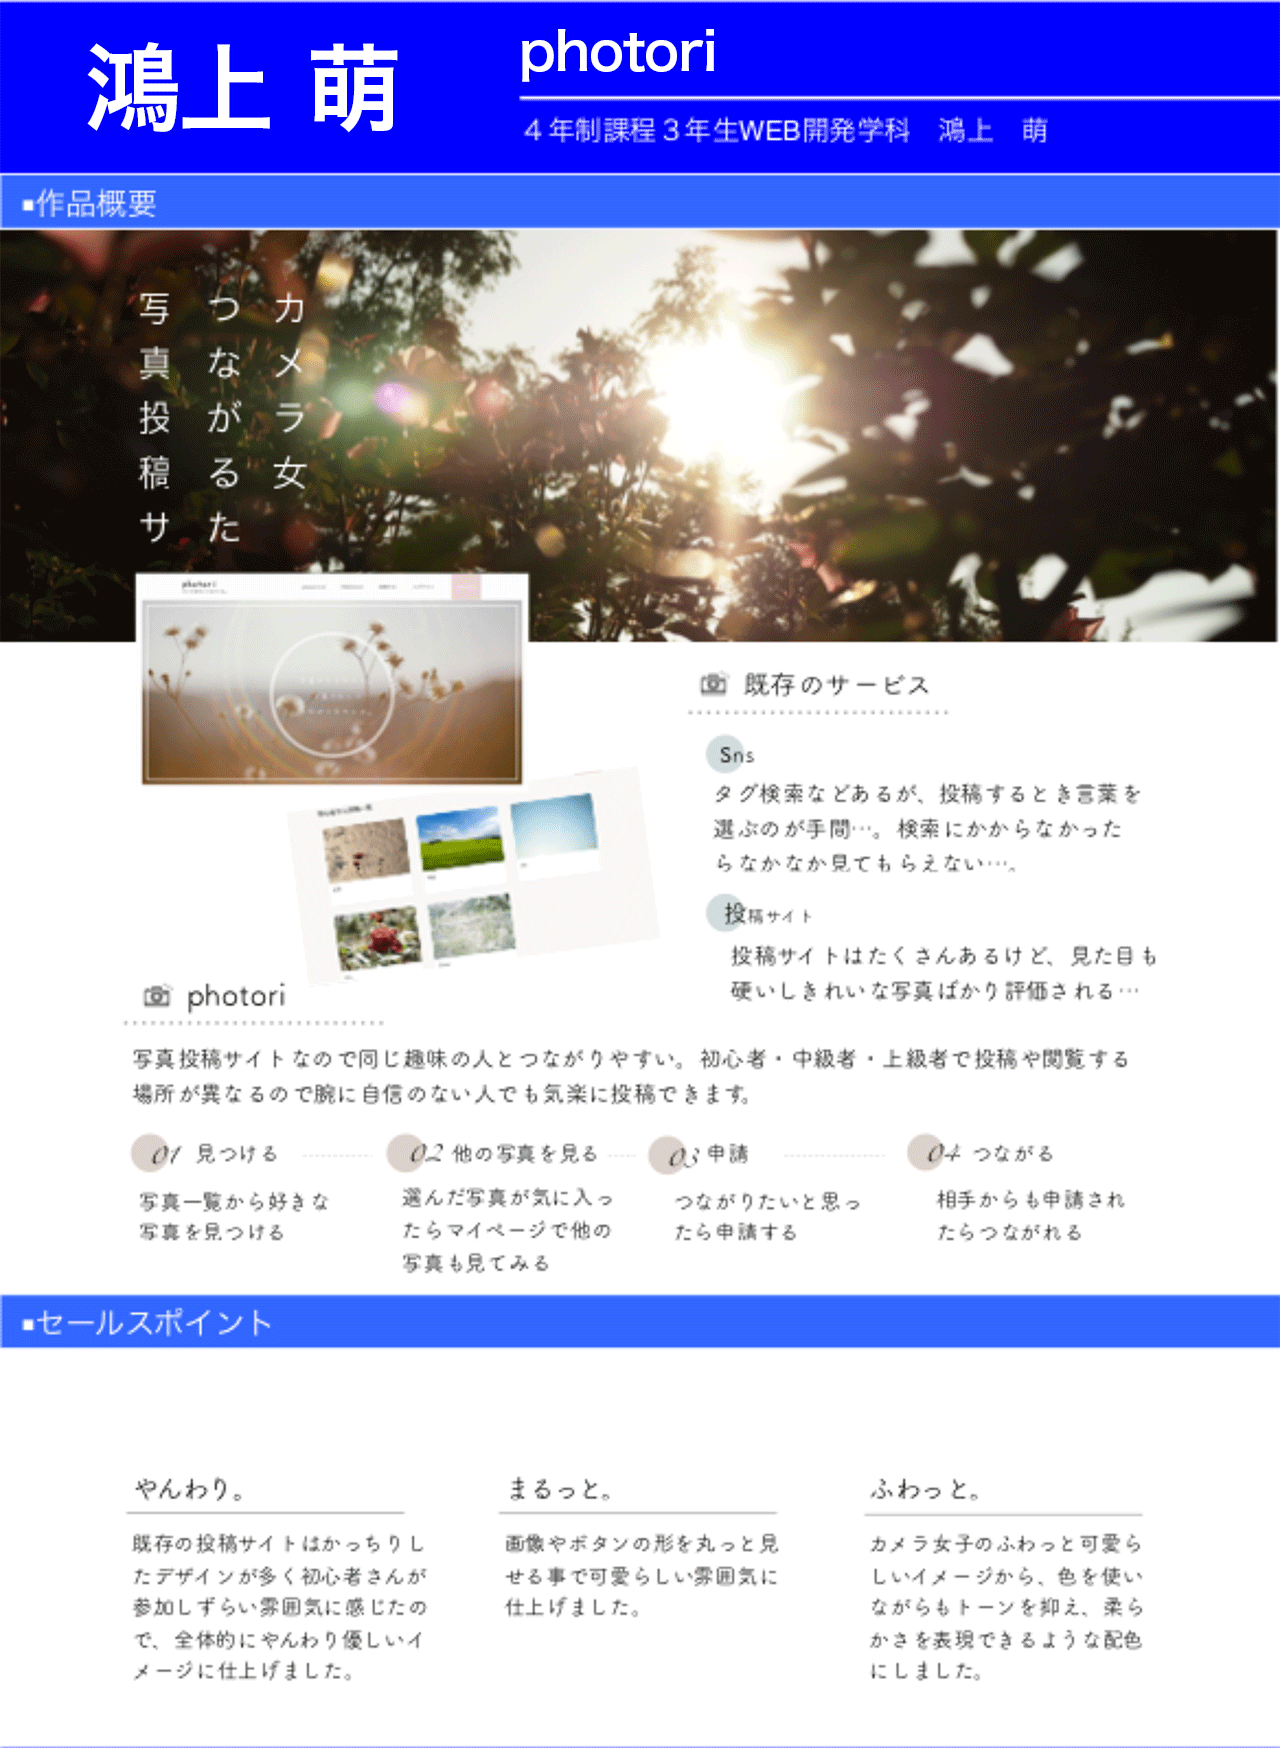 鴻上 萌
photori
４年制課程３年生WEB開発学科　鴻上　萌
■作品概要
カメラ女
つながるた
写真投稿サ
photori
既存のサービス
Sns
タグ検索などあるが、投稿するとき言葉を
選ぶのが手間…。検索にかからなかった
らなかなか見てもらえない…。
投稿サイト
投稿サイトはたくさんあるけど、見た目も
硬いしきれいな写真ばかり評価される…
photori
写真投稿サイトなので同じ趣味の人とつながりやすい。初心者・中級者・上級者で投稿や閲覧する
場所が異なるので腕に自信のない人でも気楽に投稿できます。
01 見つける
写真一覧から好きな
写真を見つける
02 他の写真を見る
選んだ写真が気に入っ
たらマイページで他の
写真も見てみる
03 申請
つながりたいと思っ
たら申請する
04 つながる
相手からも申請され
たらつながれる
■セールスポイント
やんわり。
既存の投稿サイトはかっちりし
たデザインが多く初心者さんが
参加しずらい雰囲気に感じたの
で、全体的にやんわり優しいイ
メージに仕上げました。
まるっと。
画像やボタンの形を丸っと見
せる事で可愛らしい雰囲気に
仕上げました。
ふわっと。
カメラ女子のふわっと可愛ら
しいイメージから、色を使い
ながらもトーンを抑え、柔ら
かさを表現できるような配色
にしました。